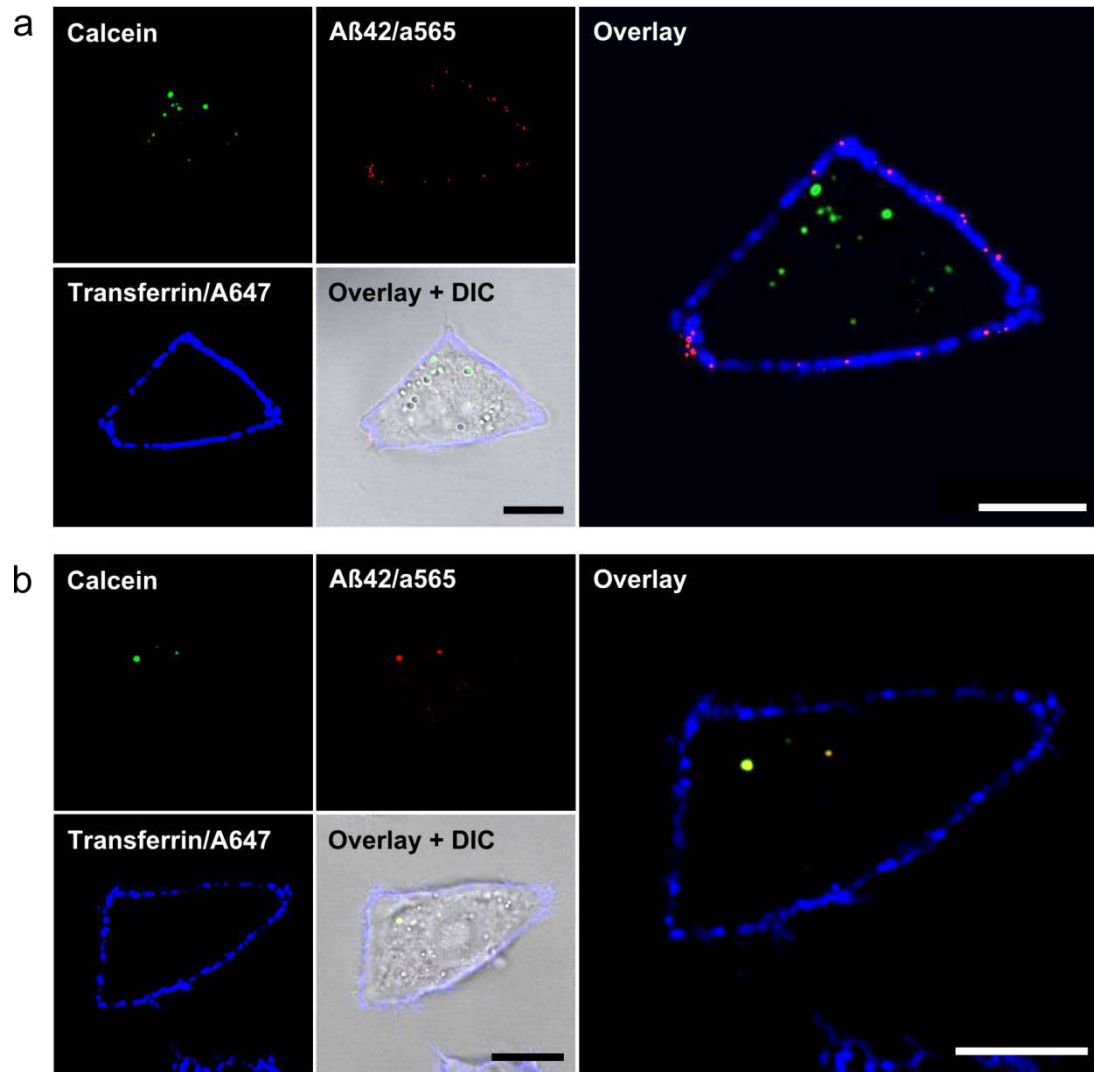 a
Calcein
Aß42/a565
Overlay
Transferrin/A647
Overlay + DIC
b
Calcein
Aß42/a565
Overlay
Transferrin/A647
Overlay + DIC